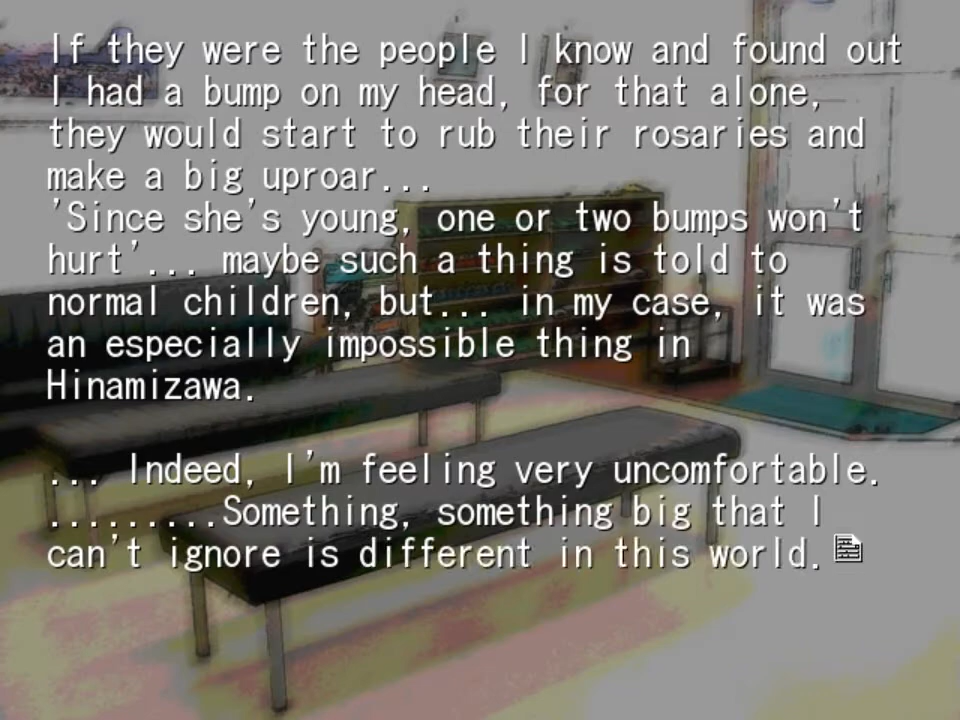 If they were the people I know and found out
I had a bump on my head, for that alone,
they would start to rub their rosaries and
make a big uproar...
'Since she's young, one or two bumps won't
hurt'... maybe such a thing is told to
normal children, but... in my case, it was
an especially impossible thing in
Hinamizawa.
... Indeed, I'm feeling very uncomfortable.
.........Something, something big that I
can't ignore is different in this world.